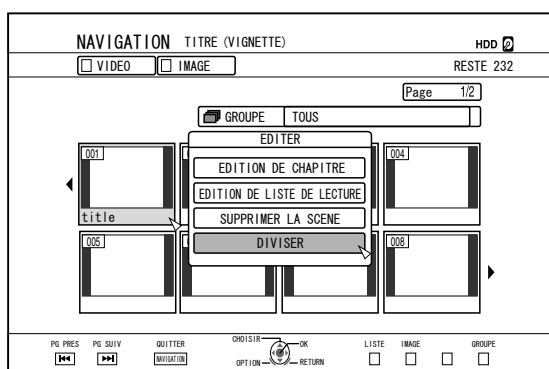 NAVIGATION TITRE (VIGNETTE) HDD
VIDEO IMAGE RESTE 232
Page 1/2
GROUPE TOUS
EDITER
001 004
EDITION DE CHAPITRE
EDITION DE LISTE DE LECTURE
title SUPPRIMER LA SCENE
005 DIVISER 008
PG PRES PG SUIV QUITTER CHOISIR OK LISTE IMAGE GROUPE
NAVIGATION OPTION RETURN